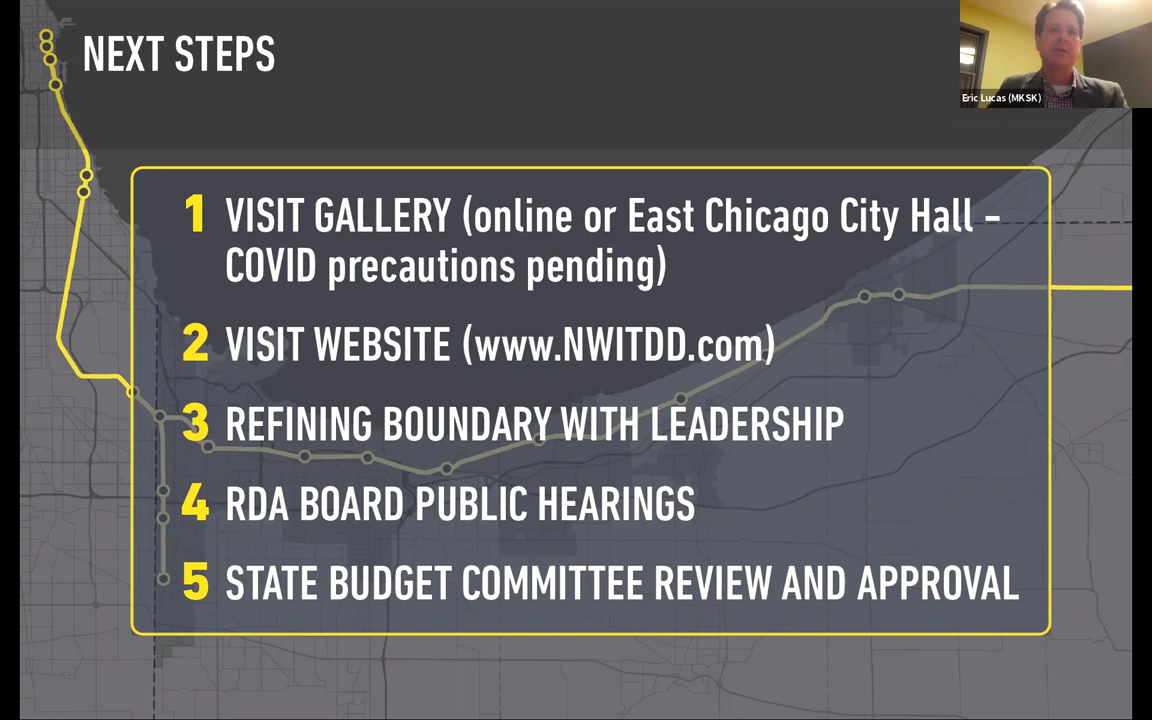 NEXT STEPS
Eric Lucas (MKSK)
1 VISIT GALLERY (online or East Chicago City Hall –
COVID precautions pending)
2 VISIT WEBSITE (www.NWITDD.com)
3 REFINING BOUNDARY WITH LEADERSHIP
4 RDA BOARD PUBLIC HEARINGS
5 STATE BUDGET COMMITTEE REVIEW AND APPROVAL